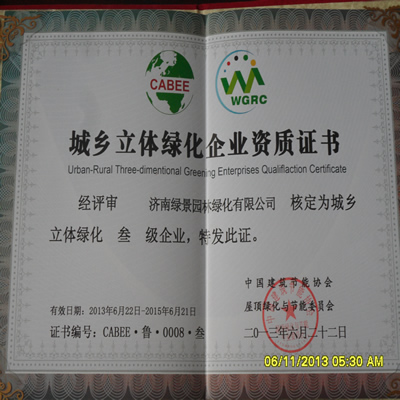 CABEE
WGRC
城乡立体绿化企业资质证书
Urban-Rural Three-dimentional Greening Enterprises Qualifiaction Certificate
经评审 济南绿景园林绿化有限公司 核定为城乡
立体绿化 叁 级企业，特发此证。
中国建筑节能协会
有效日期：2013年6月22日-2015年6月21日
屋顶绿化与节能委员会
证书编号：CABEE·鲁·0008·叁
二〇一三年六月二十二日
06/11/2013 05:30 AM